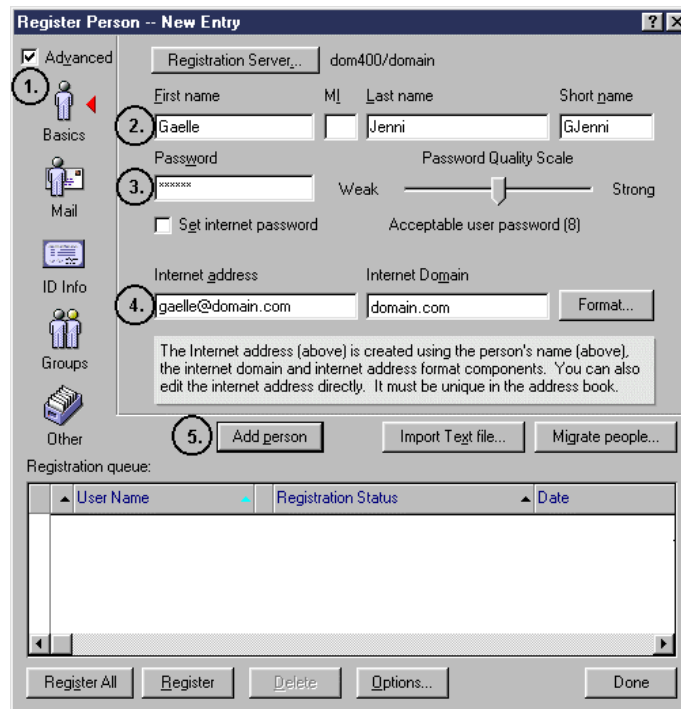 Register Person -- New Entry
Advanced
Registration Server... dom400/domain
1.
First name MI Last name Short name
2. Gaelle Jenni GJenni
Basics
Password Password Quality Scale
3. ****** Weak Strong
Mail
Set internet password Acceptable user password (8)
ID Info
Internet address Internet Domain
4. gaelle@domain.com domain.com Format...
Groups
The Internet address (above) is created using the person's name (above),
the internet domain and internet address format components. You can also
edit the internet address directly. It must be unique in the address book.
Other
5. Add person Import Text file... Migrate people...
Registration queue:
User Name Registration Status Date
Register All Register Delete Options... Done